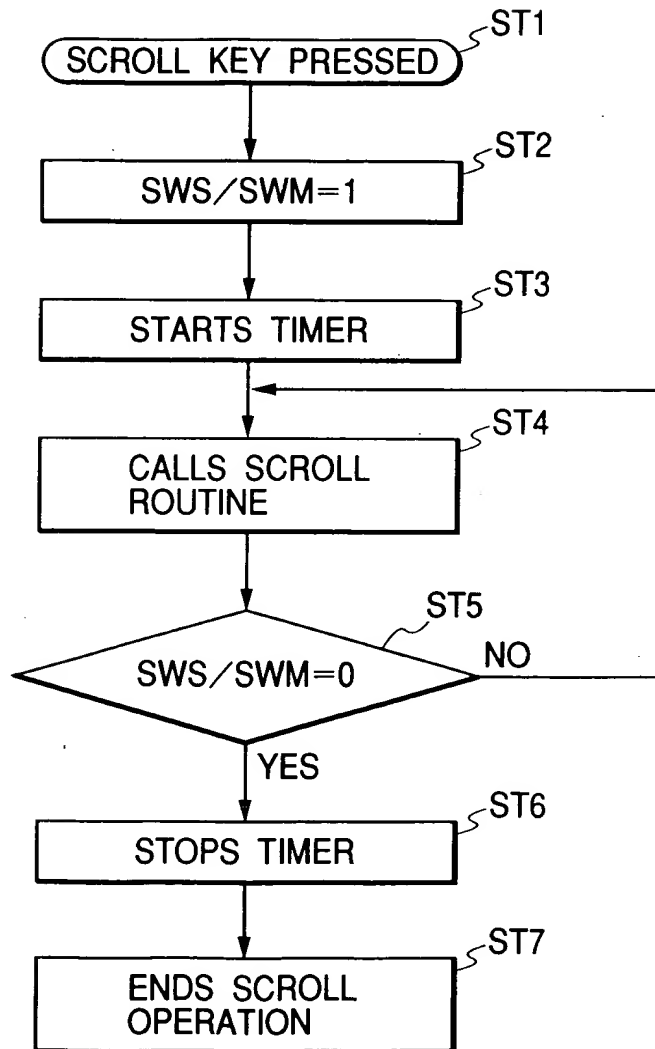 ST1
SCROLL KEY PRESSED
ST2
SWS/SWM=1
ST3
STARTS TIMER
ST4
CALLS SCROLL
ROUTINE
ST5
SWS/SWM=0
NO
YES
ST6
STOPS TIMER
ST7
ENDS SCROLL
OPERATION